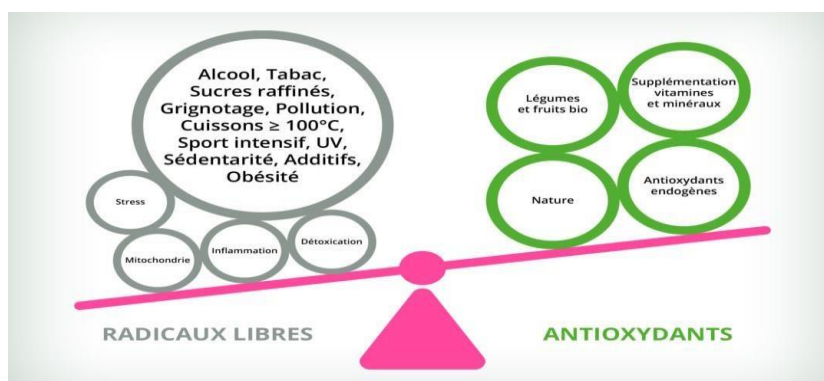 Alcool, Tabac,
Sucres raffinés,
Grignotage, Pollution,
Cuissons ≥ 100°C,
Sport intensif, UV,
Sédentarité, Additifs,
Obésité
Stress
Mitochondrie
Inflammation
Détoxication
RADICAUX LIBRES
Légumes
et fruits bio
Supplémentation
vitamines
et minéraux
Nature
Antioxydants
endogènes
ANTIOXYDANTS